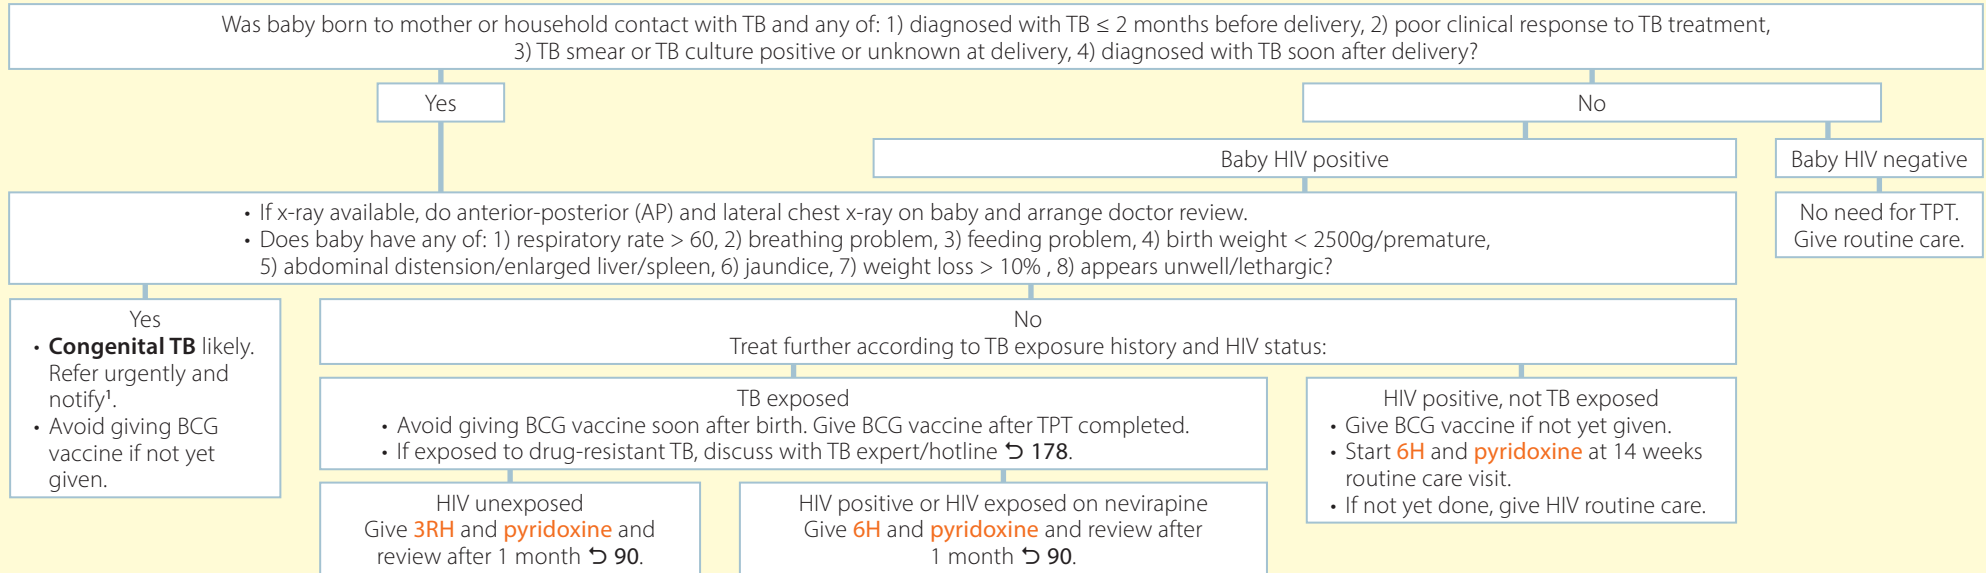 Was baby born to mother or household contact with TB and any of: 1) diagnosed with TB ≤ 2 months before delivery, 2) poor clinical response to TB treatment,
3) TB smear or TB culture positive or unknown at delivery, 4) diagnosed with TB soon after delivery?
Yes
No
Baby HIV positive
Baby HIV negative
• If x-ray available, do anterior-posterior (AP) and lateral chest x-ray on baby and arrange doctor review.
• Does baby have any of: 1) respiratory rate > 60, 2) breathing problem, 3) feeding problem, 4) birth weight < 2500g/premature,
5) abdominal distension/enlarged liver/spleen, 6) jaundice, 7) weight loss > 10% , 8) appears unwell/lethargic?
No need for TPT.
Give routine care.
Yes
• Congenital TB likely.
Refer urgently and
notify¹.
• Avoid giving BCG
vaccine if not yet
given.
No
Treat further according to TB exposure history and HIV status:
TB exposed
• Avoid giving BCG vaccine soon after birth. Give BCG vaccine after TPT completed.
• If exposed to drug-resistant TB, discuss with TB expert/hotline ⮌ 178.
HIV positive, not TB exposed
• Give BCG vaccine if not yet given.
• Start 6H and pyridoxine at 14 weeks
routine care visit.
• If not yet done, give HIV routine care.
HIV unexposed
Give 3RH and pyridoxine and
review after 1 month ⮌ 90.
HIV positive or HIV exposed on nevirapine
Give 6H and pyridoxine and review after
1 month ⮌ 90.